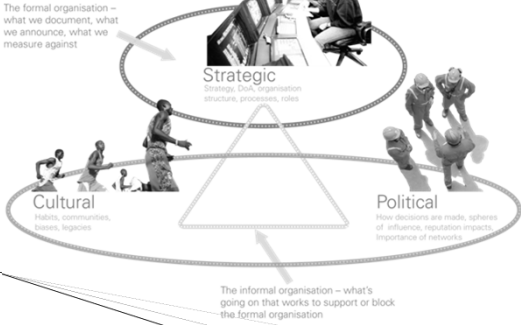 The formal organisation –
what we document, what
we announce, what we
measure against
Strategic
Strategy, DoA, organisation
structure, processes, roles
Cultural
Habits, communities,
biases, legacies
Political
How decisions are made, spheres
of influence, reputation impacts,
Importance of networks
The informal organisation – what's
going on that works to support or block
the formal organisation